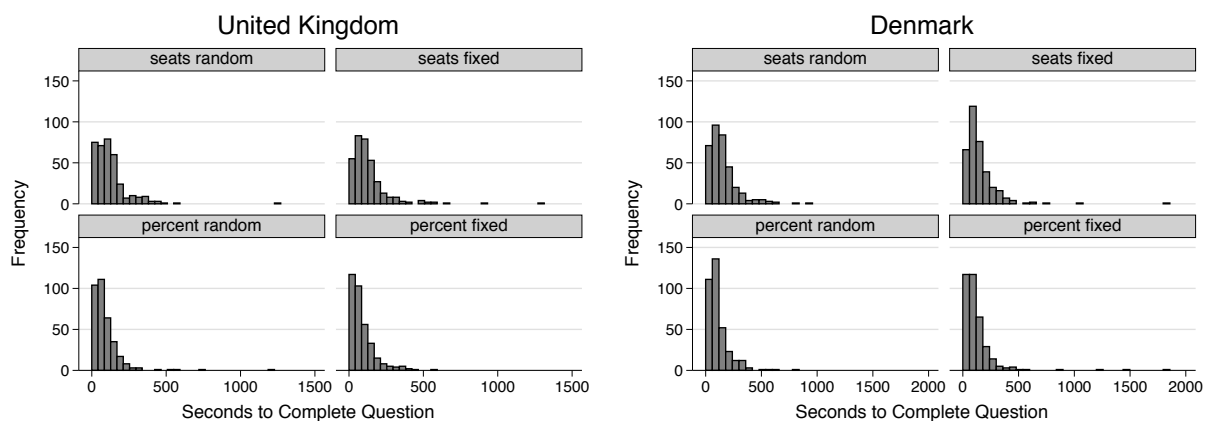 United Kingdom
seats random
seats fixed
150
100
50
0
percent random
percent fixed
150
100
50
0
0
500
1000
1500
0
500
1000
1500
Frequency
Seconds to Complete Question
Denmark
seats random
seats fixed
150
100
50
0
percent random
percent fixed
150
100
50
0
0
500
1000
1500
2000
0
500
1000
1500
2000
Frequency
Seconds to Complete Question